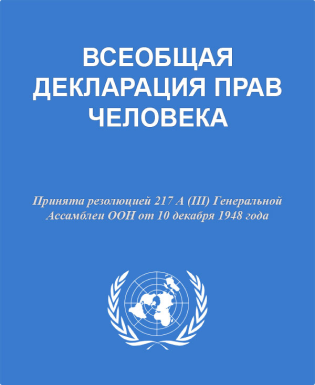 ВСЕОБЩАЯ
ДЕКЛАРАЦИЯ ПРАВ
ЧЕЛОВЕКА
Принята резолюцией 217 А (III) Генеральной
Ассамблеи ООН от 10 декабря 1948 года